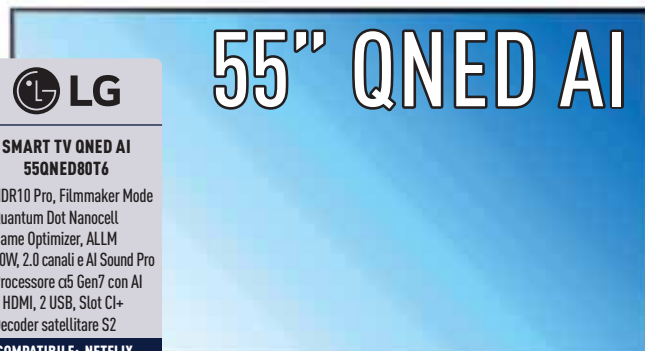 55” QNED AI
LG
SMART TV QNED AI
55QNED80T6
DR10 Pro, Filmmaker Mode
uantum Dot Nanocell
ame Optimizer, ALLM
0W, 2.0 canali e AI Sound Pro
rocessore α5 Gen7 con AI
HDMI, 2 USB, Slot CI+
ecoder satellitare S2
COMPATIBILE: NETFLIX